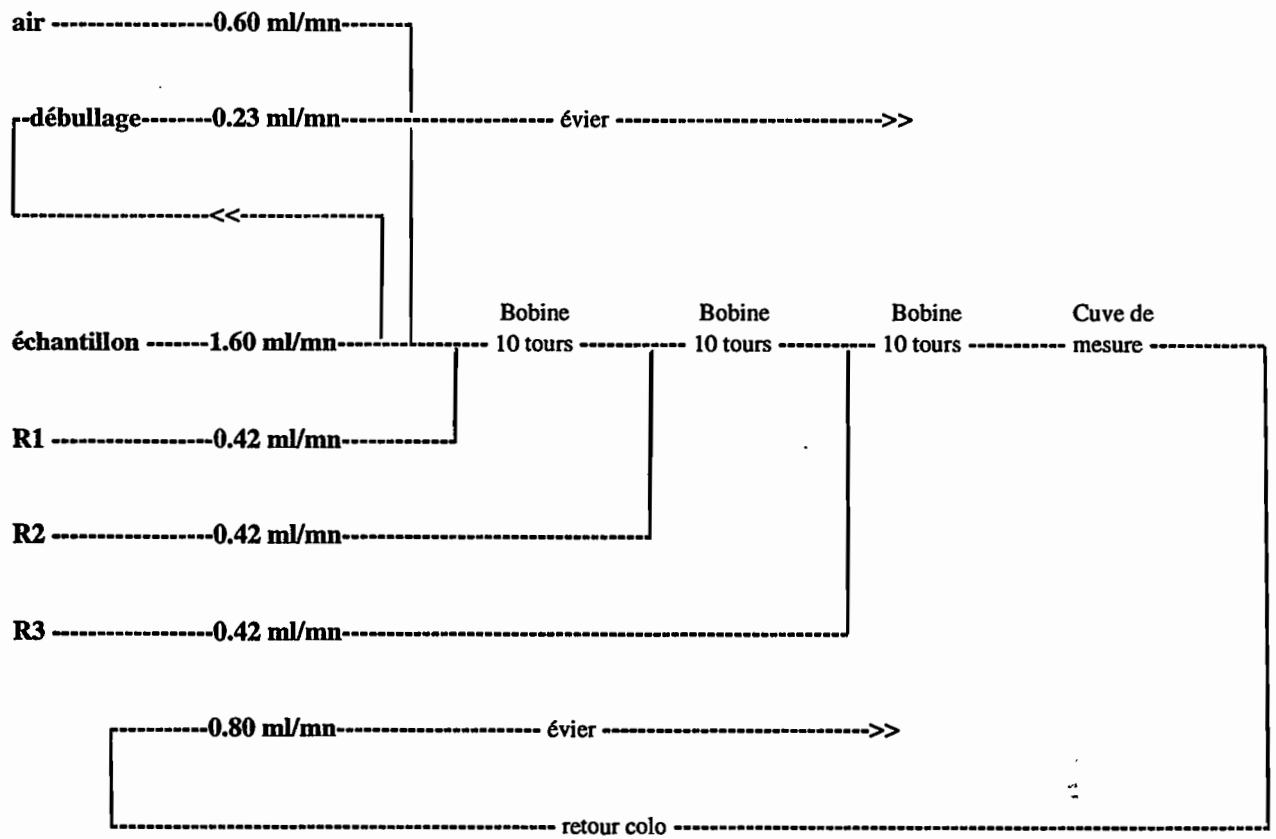 air 0.60 ml/mn
débullage 0.23 ml/mn évier >>
<<
Bobine Bobine Bobine Cuve de
échantillon 1.60 ml/mn 10 tours 10 tours 10 tours mesure
R1 0.42 ml/mn
R2 0.42 ml/mn
R3 0.42 ml/mn
0.80 ml/mn évier >>
retour colo